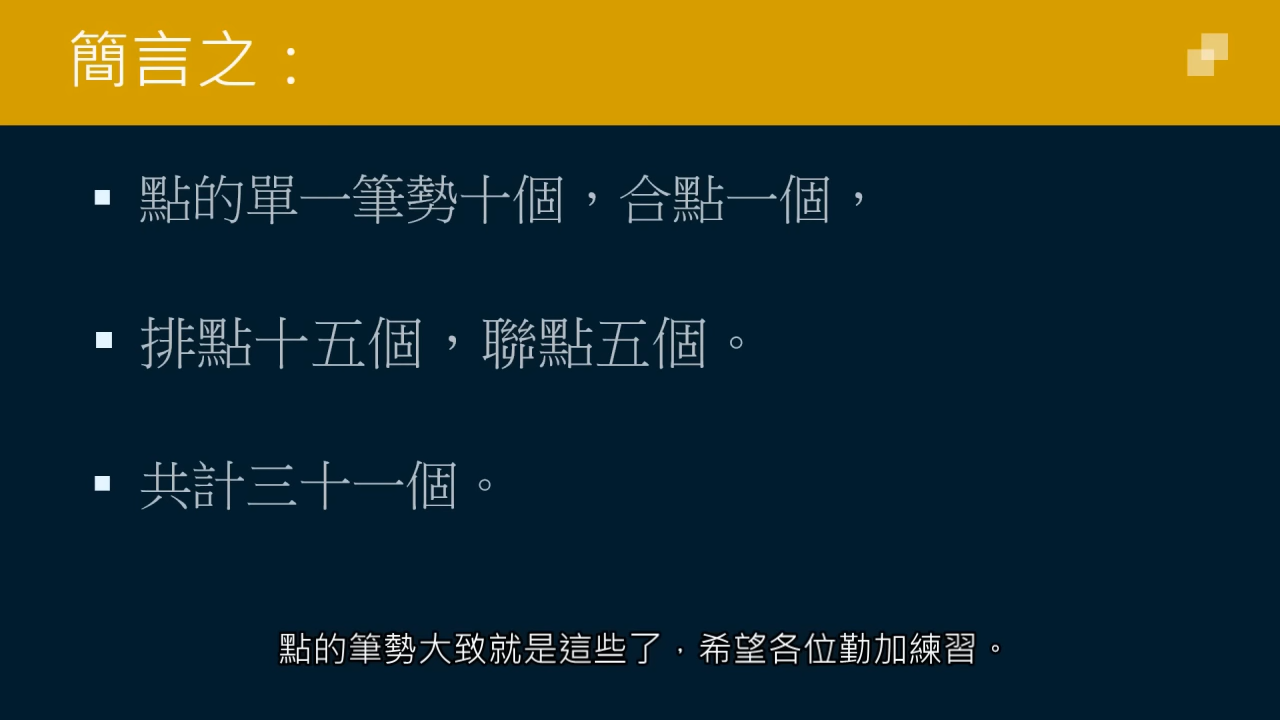 簡言之：
點的單一筆勢十個，合點一個，
排點十五個，聯點五個。
共計三十一個。
點的筆勢大致就是這些了，希望各位勤加練習。